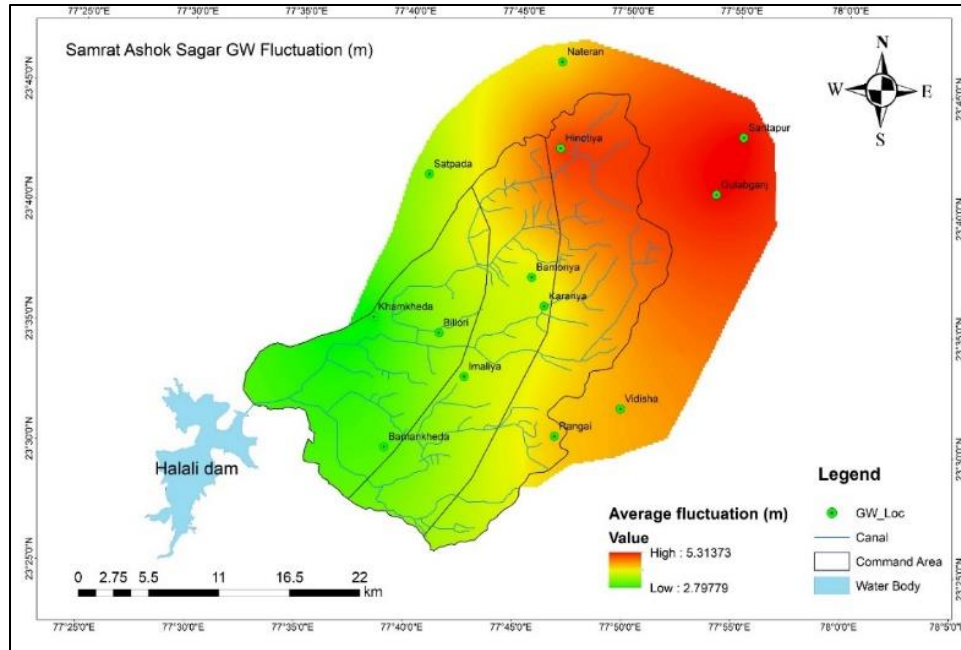 77°25'0"E 77°30'0"E 77°35'0"E 77°40'0"E 77°45'0"E 77°50'0"E 77°55'0"E 78°0'0"E
Samrat Ashok Sagar GW Fluctuation (m)
N
W E
S
23°45'0"N
23°40'0"N
23°35'0"N
23°30'0"N
23°25'0"N
Nateran
Hinotiya
Santapur
Satpada
Gulabganj
Bamoriya
Karariya
Khamkheda
Bilori
Imaliya
Vidisha
Rangai
Bamankheda
Halali dam
Legend
GW_Loc
Canal
Command Area
Water Body
Average fluctuation (m)
Value
High : 5.31373
Low : 2.79779
0 2.75 5.5 11 16.5 22
km
77°25'0"E 77°30'0"E 77°35'0"E 77°40'0"E 77°45'0"E 77°50'0"E 77°55'0"E 78°0'0"E